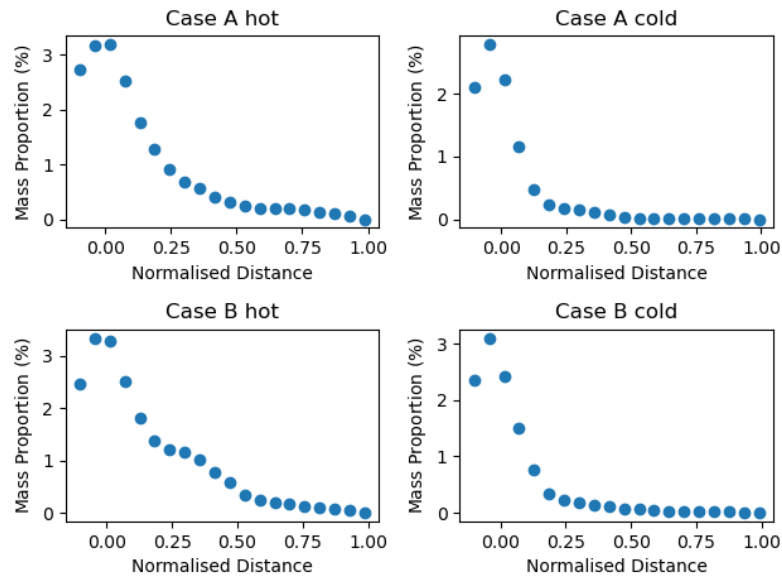 Case A hot
Mass Proportion (%)
3
2
1
0
0.00 0.25 0.50 0.75 1.00
Normalised Distance
Case A cold
Mass Proportion (%)
2
1
0
0.00 0.25 0.50 0.75 1.00
Normalised Distance
Case B hot
Mass Proportion (%)
3
2
1
0
0.00 0.25 0.50 0.75 1.00
Normalised Distance
Case B cold
Mass Proportion (%)
3
2
1
0
0.00 0.25 0.50 0.75 1.00
Normalised Distance